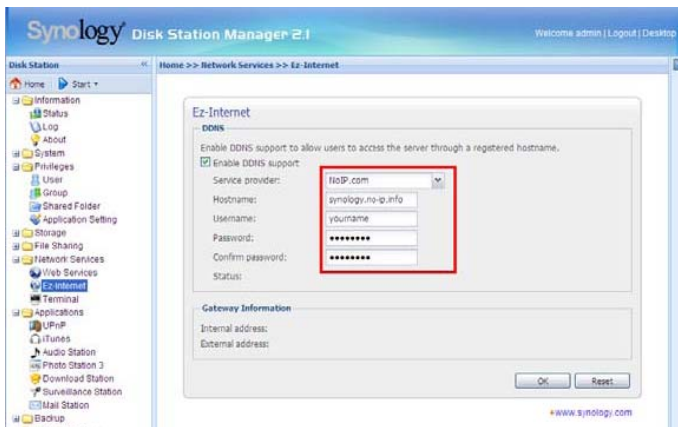 Synology Disk Station Manager 2.1
Welcome admin | Logout | Desktop
Disk Station «
Home >> Network Services >> Ez-Internet
Home Start
Information
Status
Log
About
System
Privileges
User
Group
Shared Folder
Application Setting
Storage
File Sharing
Network Services
Web Services
Ez-Internet
Terminal
Applications
UPnP
iTunes
Audio Station
Photo Station 3
Download Station
Surveillance Station
Mail Station
Backup
Ez-Internet
DDNS
Enable DDNS support to allow users to access the server through a registered hostname.
Enable DDNS support
Service provider: NoIP.com
Hostname: synology.no-ip.info
Username: yourname
Password: ••••••••
Confirm password: ••••••••
Status:
Gateway Information
Internal address:
External address:
OK Reset
www.synology.com